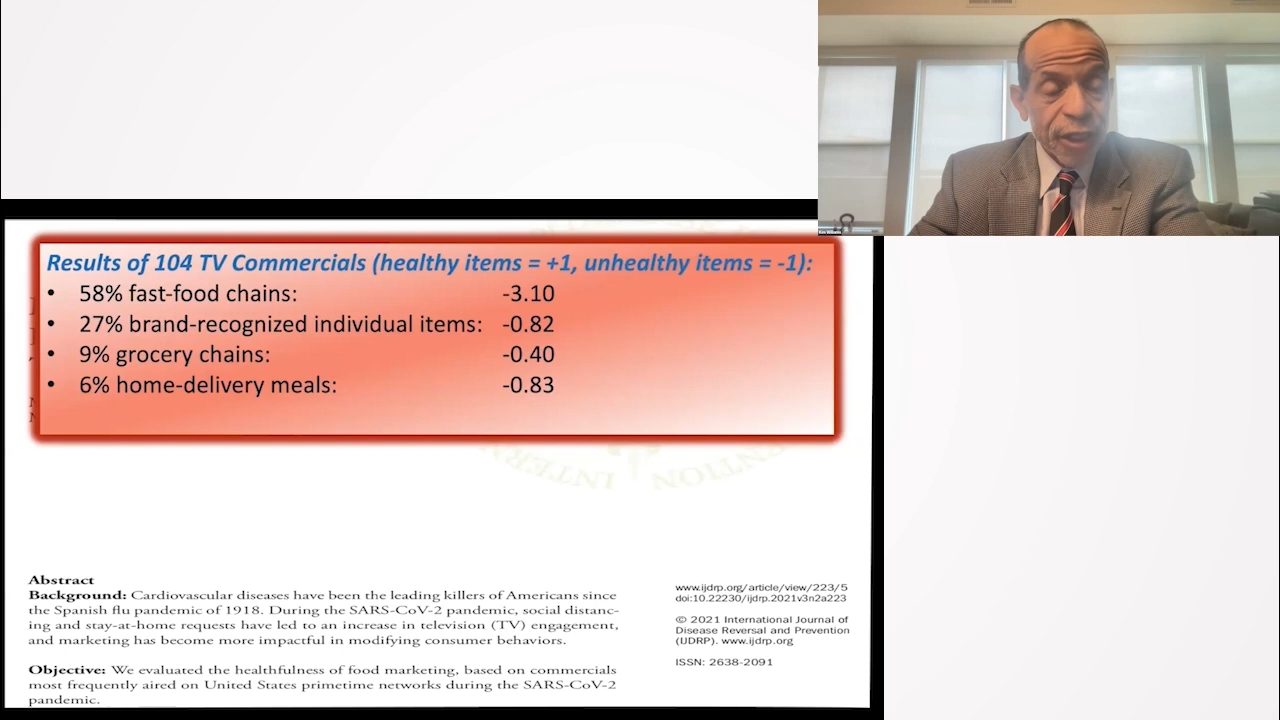 Results of 104 TV Commercials (healthy items = +1, unhealthy items = -1):
• 58% fast-food chains: -3.10
• 27% brand-recognized individual items: -0.82
• 9% grocery chains: -0.40
• 6% home-delivery meals: -0.83
INTERN
NTION
Abstract
Background: Cardiovascular diseases have been the leading killers of Americans since
the Spanish flu pandemic of 1918. During the SARS-CoV-2 pandemic, social distanc-
ing and stay-at-home requests have led to an increase in television (TV) engagement,
and marketing has become more impactful in modifying consumer behaviors.
Objective: We evaluated the healthfulness of food marketing, based on commercials
most frequently aired on United States primetime networks during the SARS-CoV-2
pandemic.
www.ijdrp.org/article/view/223/5
doi:10.22230/ijdrp.2021v3n2a223
© 2021 International Journal of
Disease Reversal and Prevention
(IJDRP). www.ijdrp.org
ISSN: 2638-2091